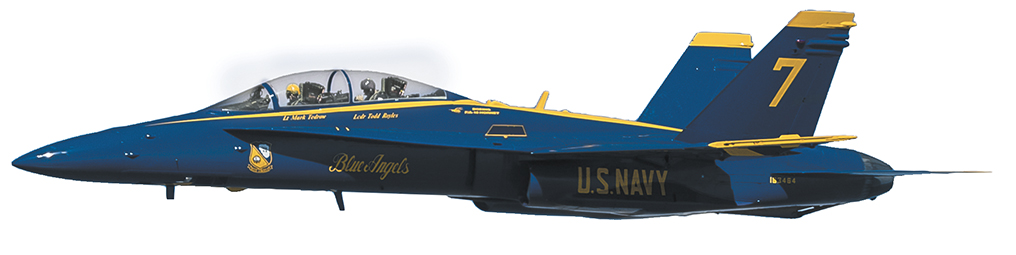 7
Lt Mark Tedrow
Lcdr Todd Royles
Blue Angels
U.S.NAVY